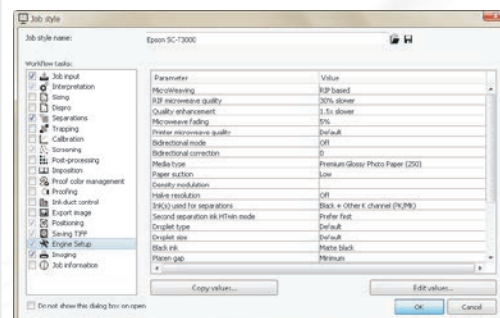 Job style
Job style name:
Epson SC-T3000
Workflow tasks:
Job input
Interpretation
Sizing
Dispro
Separations
Trapping
Calibration
Screening
Post-processing
Imposition
Proof color management
Proofing
Ink-duct control
Export image
Positioning
Saving TIFF
Engine Setup
Imaging
Job information
Parameter Value
MicroWeaving RIP based
RIP microweave quality 30% slower
Quality enhancement 1.5x slower
Microweave fading 5%
Printer microweave quality Default
Bidirectional mode Off
Bidirectional correction 0
Media type Premium Glossy Photo Paper (250)
Paper suction Low
Density modulation
Halve resolution Off
Ink(s) used for separations Black + Other K channel (PK/MK)
Second separation ink HTwin mode Prefer first
Droplet type Default
Droplet size Default
Black ink Matte black
Platen gap Minimum
Copy values...
Edit values...
Do not show this dialog box on open
OK
Cancel